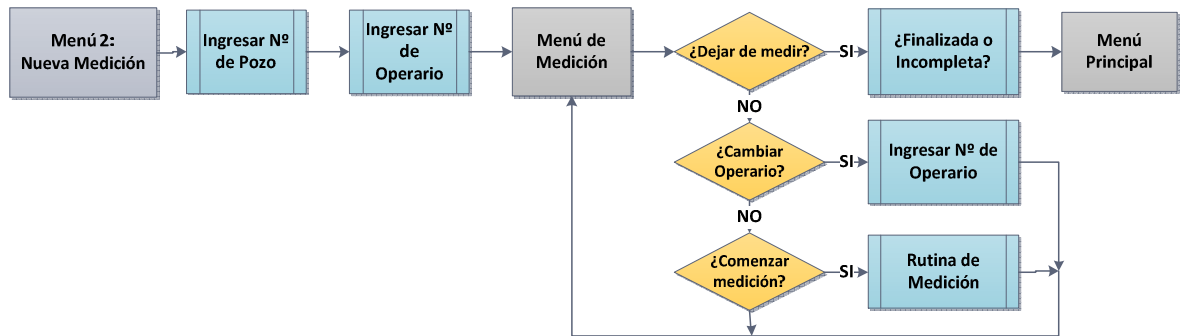 Menú 2:
Nueva Medición
Ingresar Nº
de Pozo
Ingresar Nº
de
Operario
Menú de
Medición
¿Dejar de medir?
SI
¿Finalizada o
Incompleta?
Menú
Principal
NO
¿Cambiar
Operario?
SI
Ingresar Nº de
Operario
NO
¿Comenzar
medición?
SI
Rutina de
Medición